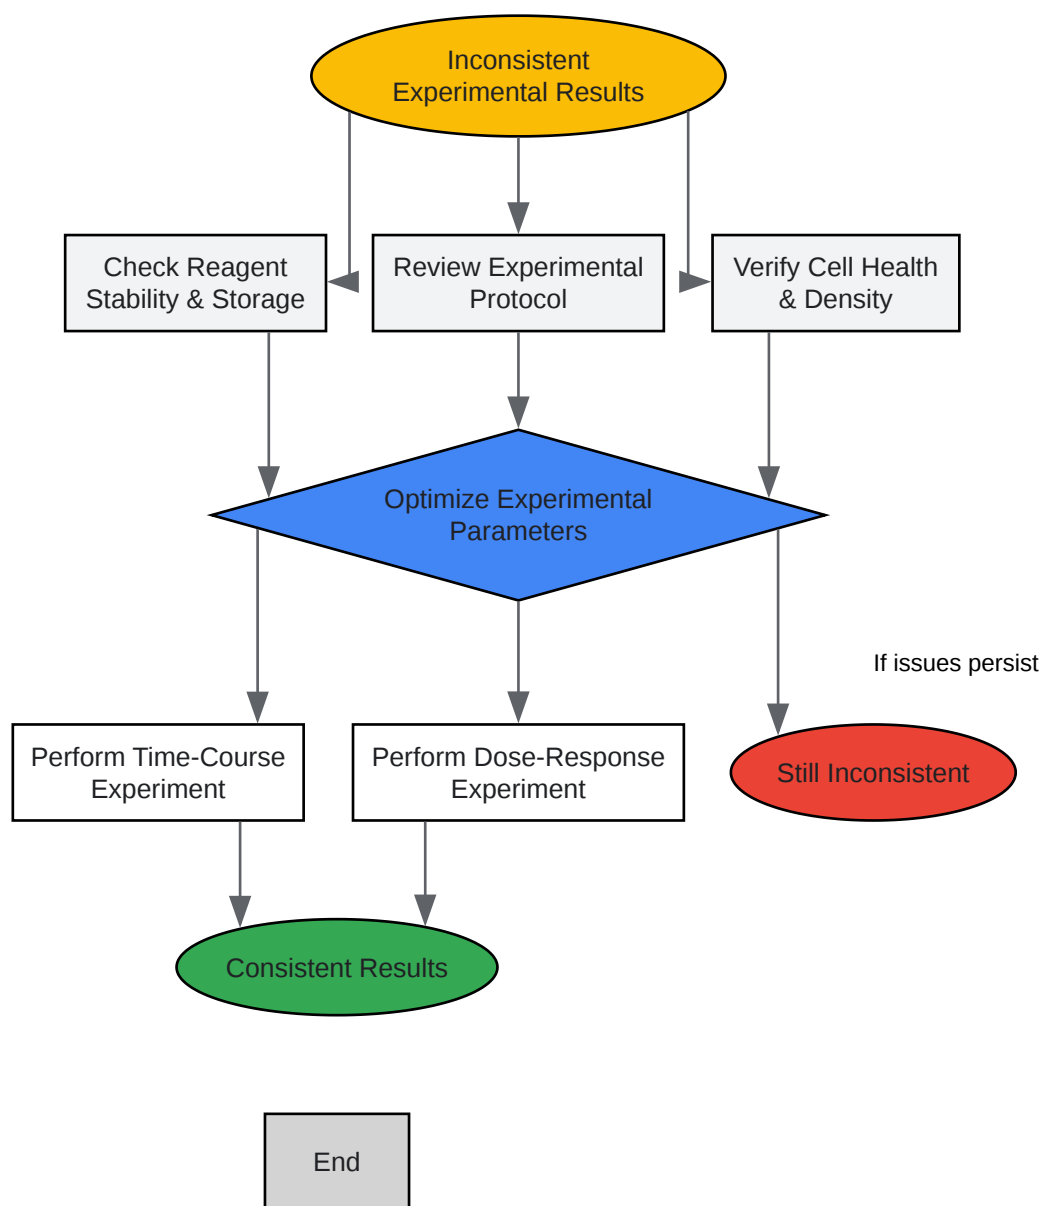 Inconsistent
Experimental Results
Check Reagent
Stability & Storage
Review Experimental
Protocol
Verify Cell Health
& Density
Optimize Experimental
Parameters
If issues persist
Perform Time-Course
Experiment
Perform Dose-Response
Experiment
Still Inconsistent
Consistent Results
End